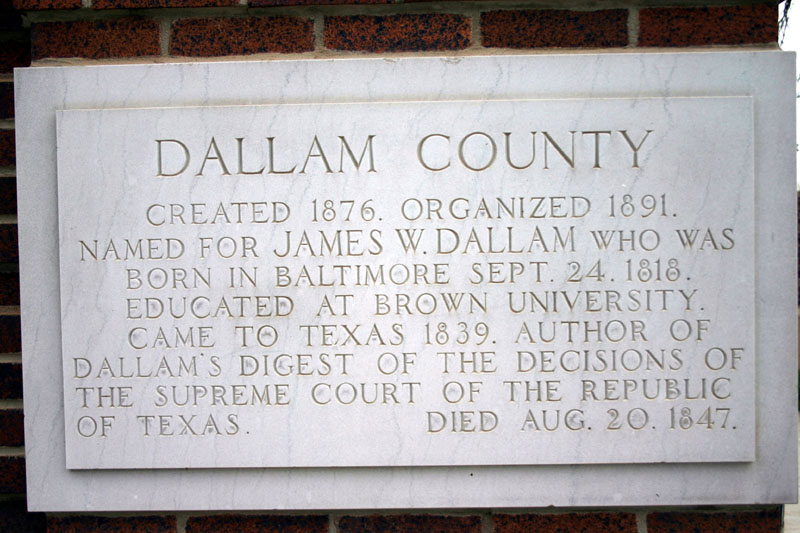 DALLAM COUNTY
CREATED 1876. ORGANIZED 1891.
NAMED FOR JAMES W. DALLAM WHO WAS
BORN IN BALTIMORE SEPT. 24. 1818.
EDUCATED AT BROWN UNIVERSITY.
CAME TO TEXAS 1839. AUTHOR OF
DALLAM'S DIGEST OF THE DECISIONS OF
THE SUPREME COURT OF THE REPUBLIC
OF TEXAS. DIED AUG. 20. 1847.